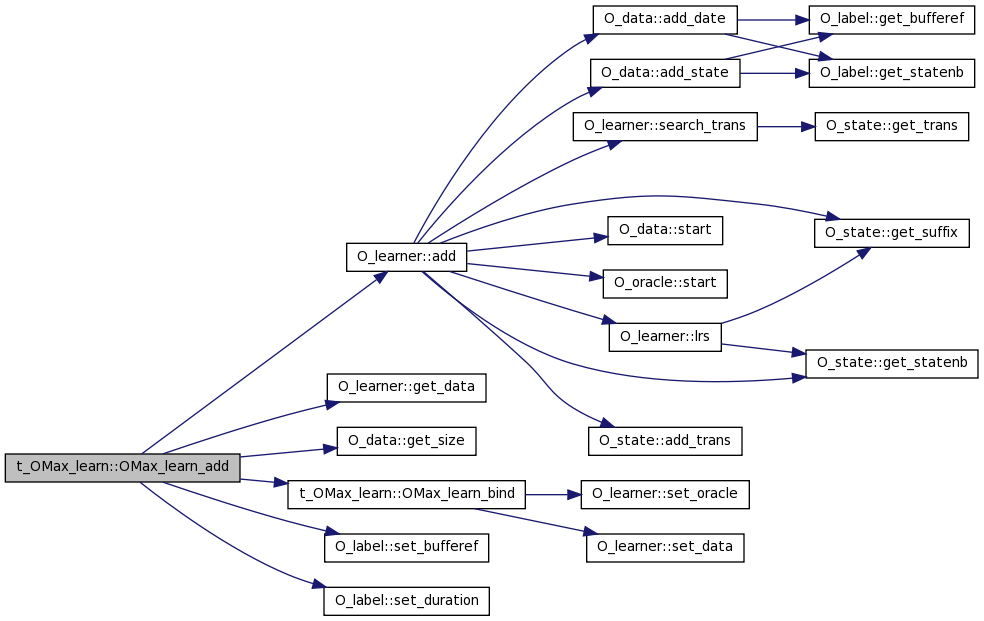 O_data::add_date
O_label::get_bufferef
O_data::add_state
O_label::get_statenb
O_learner::search_trans
O_state::get_trans
O_data::start
O_state::get_suffix
O_learner::add
O_oracle::start
O_learner::lrs
O_state::get_statenb
O_learner::get_data
O_data::get_size
O_state::add_trans
t_OMax_learn::OMax_learn_add
t_OMax_learn::OMax_learn_bind
O_learner::set_oracle
O_label::set_bufferef
O_learner::set_data
O_label::set_duration